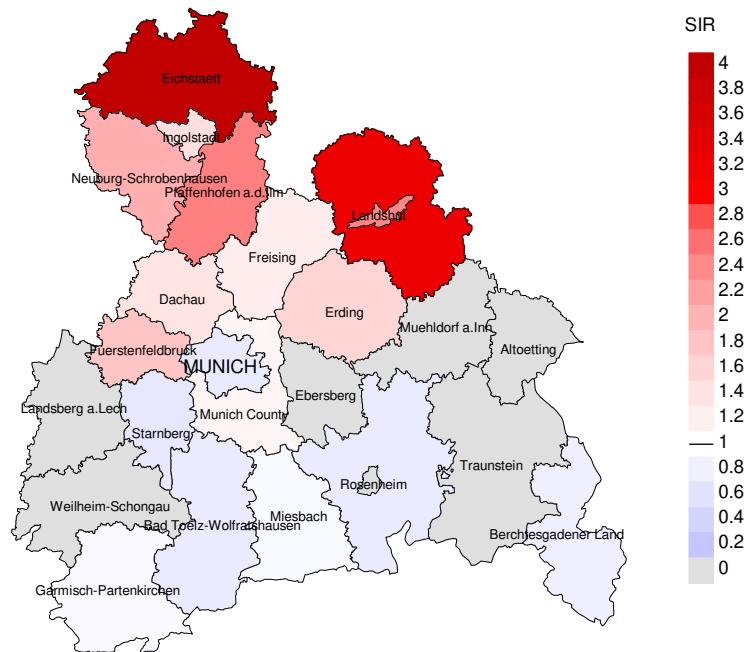 SIR
Eichstaett
Ingolstadt
Neuburg-Schrobenhausen
Pfaffenhofen a.d.Ilm
Landshut
Freising
Dachau
Erding
Muehldorf a.Inn
Altoetting
Fuerstenfeldbruck
MUNICH
Ebersberg
Landsberg a.Lech
Munich County
Starnberg
Traunstein
Rosenheim
Weilheim-Schongau
Miesbach
Bad Toelz-Wolfratshausen
Berchtesgadener Land
Garmisch-Partenkirchen
4
3.8
3.6
3.4
3.2
3
2.8
2.6
2.4
2.2
2
1.8
1.6
1.4
1.2
1
0.8
0.6
0.4
0.2
0